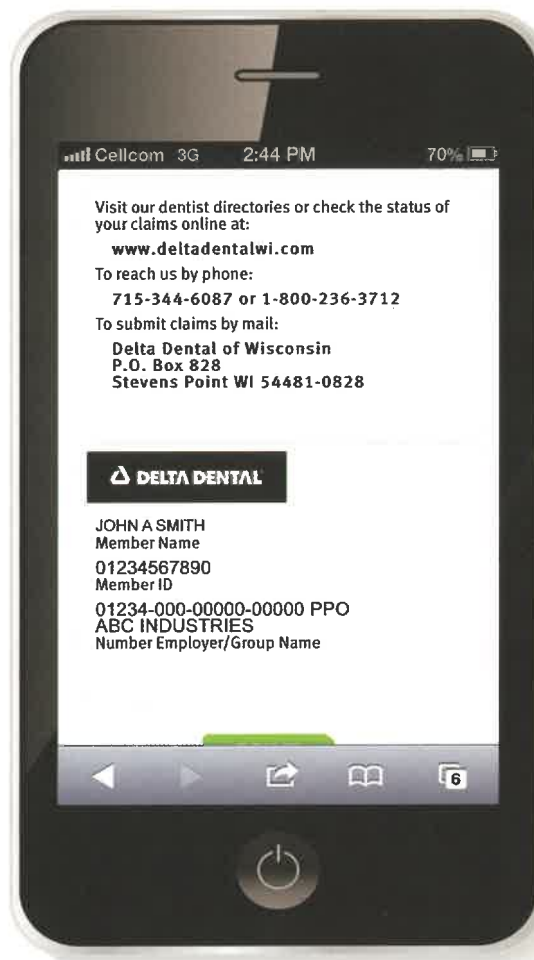 Cellcom 3G 2:44 PM 70%
Visit our dentist directories or check the status of
your claims online at:
www.deltadentalwi.com
To reach us by phone:
715-344-6087 or 1-800-236-3712
To submit claims by mail:
Delta Dental of Wisconsin
P.O. Box 828
Stevens Point WI 54481-0828
DELTA DENTAL
JOHN A SMITH
Member Name
01234567890
Member ID
01234-000-00000-00000 PPO
ABC INDUSTRIES
Number Employer/Group Name
6